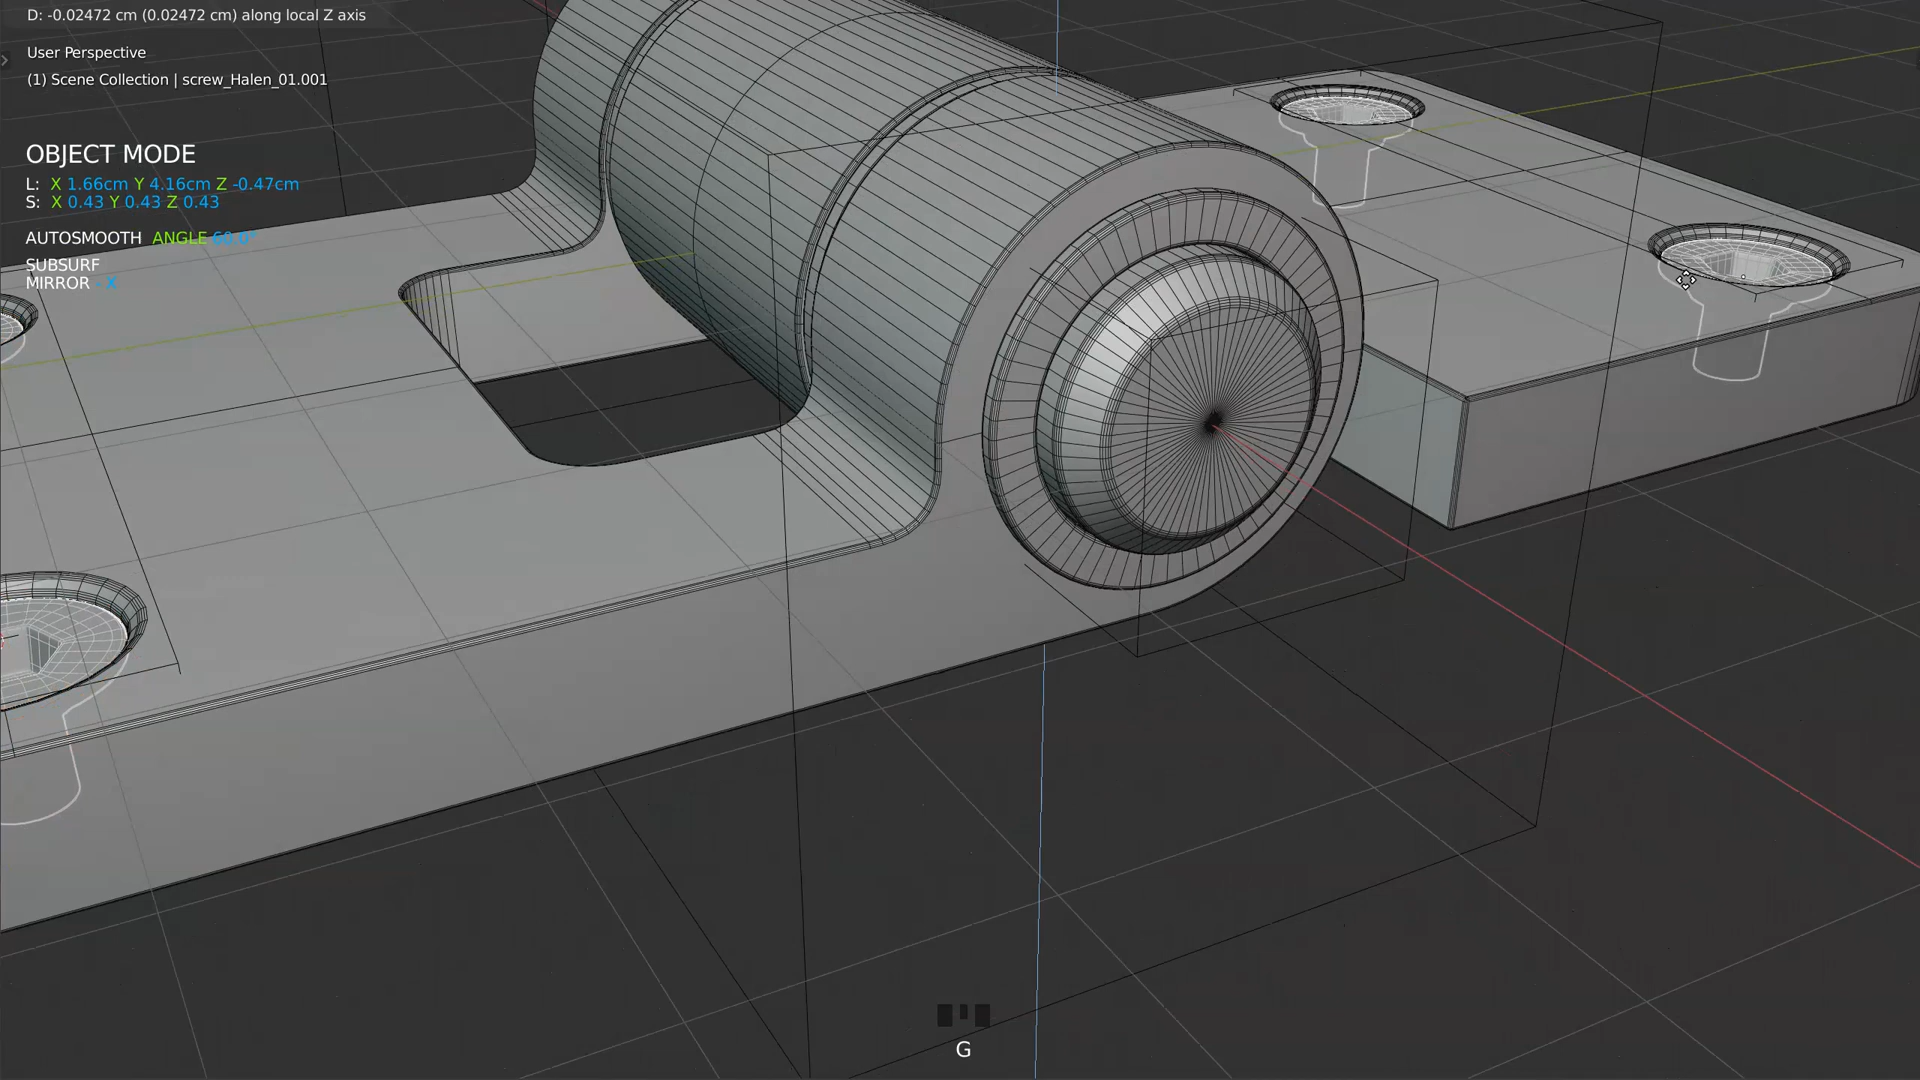 D: -0.02472 cm (0.02472 cm) along local Z axis
User Perspective
(1) Scene Collection | screw_Halen_01.001
OBJECT MODE
L: X 1.66cm Y 4.16cm Z -0.47cm
S: X 0.43 Y 0.43 Z 0.43
AUTOSMOOTH ANGLE 60.0°
SUBSURF
MIRROR - X
G